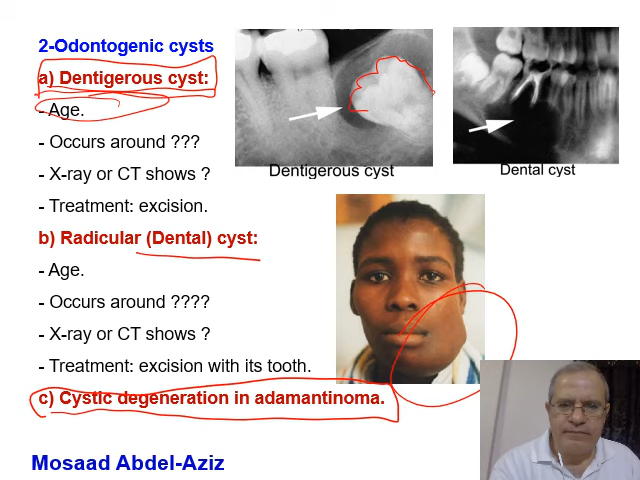 2-Odontogenic cysts
a) Dentigerous cyst:
- Age.
- Occurs around ???
- X-ray or CT shows ?
- Treatment: excision.
b) Radicular (Dental) cyst:
- Age.
- Occurs around ????
- X-ray or CT shows ?
- Treatment: excision with its tooth.
c) Cystic degeneration in adamantinoma.
Dentigerous cyst
Dental cyst
Mosaad Abdel-Aziz